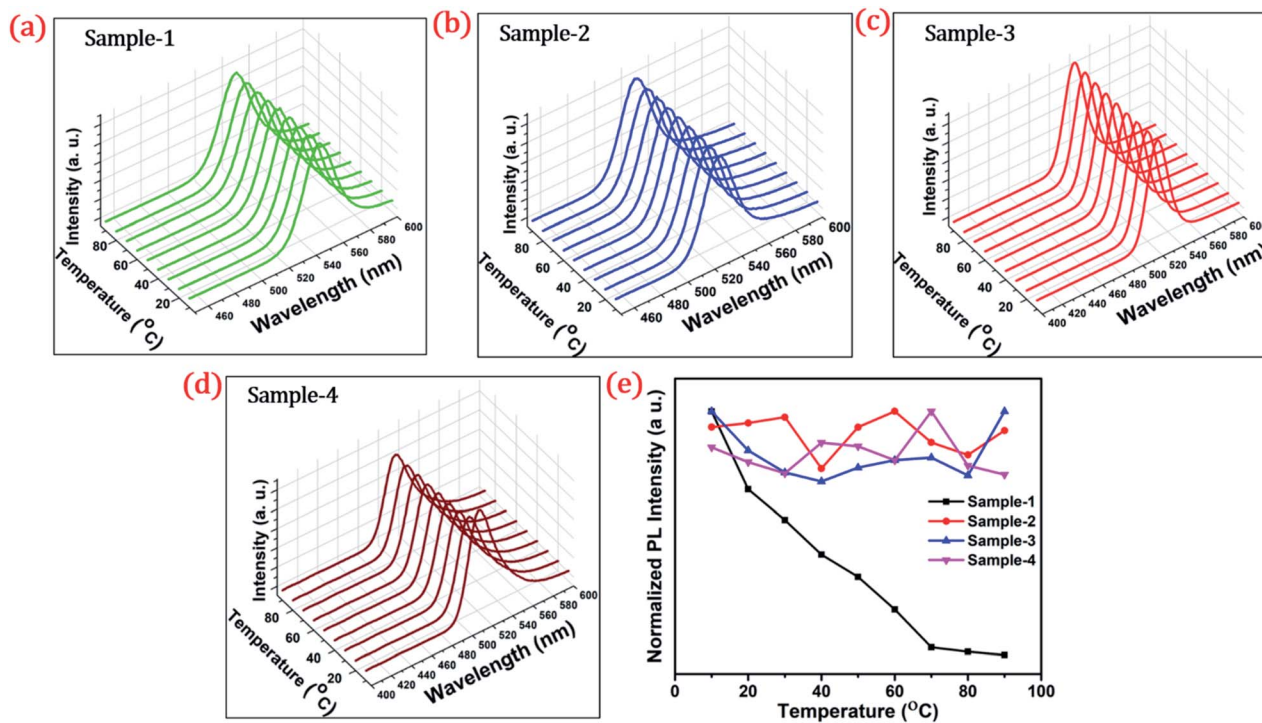 (a)
Sample-1
Intensity (a. u.)
80
60
40
20
Temperature (°C)
460
480
500
520
540
560
580
600
Wavelength (nm)
(b)
Sample-2
Intensity (a. u.)
80
60
40
20
Temperature (°C)
460
480
500
520
540
560
580
600
Wavelength (nm)
(c)
Sample-3
Intensity (a. u.)
80
60
40
20
Temperature (°C)
400
420
440
460
480
500
520
540
560
580
Wavelength (nm)
(d)
Sample-4
Intensity (a. u.)
80
60
40
20
Temperature (°C)
400
420
440
460
480
500
520
540
560
580
600
Wavelength (nm)
(e)
Normalized PL Intensity (a u.)
Sample-1
Sample-2
Sample-3
Sample-4
0 20 40 60 80 100
Temperature (°C)